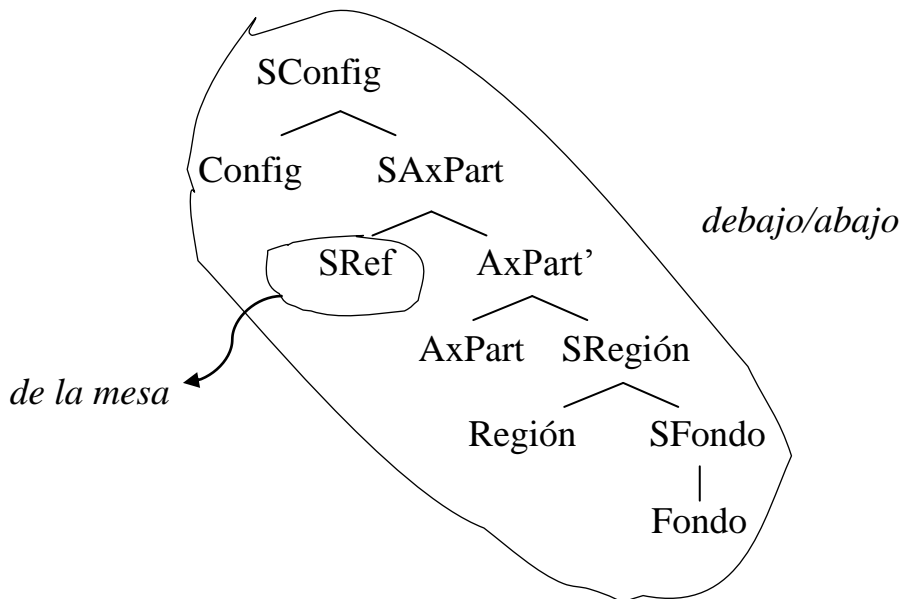 SConfig
Config SAxPart
debajo/abajo
SRef AxPart’
AxPart SRegión
de la mesa
Región SFondo
Fondo